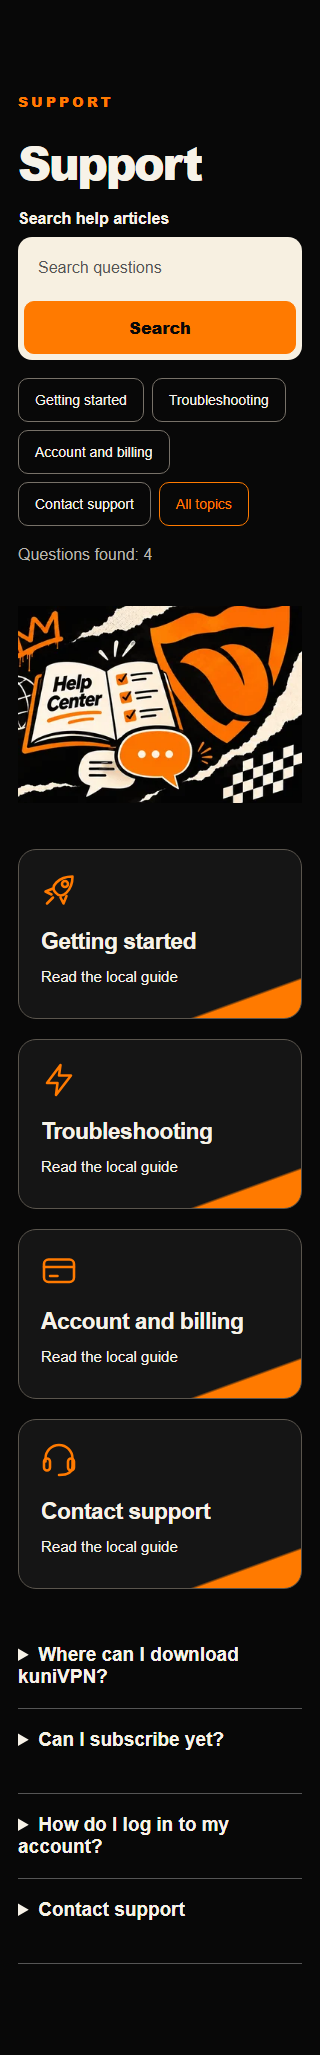 SUPPORT
Support
Search help articles
Search questions
Search
Getting started
Troubleshooting
Account and billing
Contact support
All topics
Questions found: 4
Help
Center
Getting started
Read the local guide
Troubleshooting
Read the local guide
Account and billing
Read the local guide
Contact support
Read the local guide
Where can I download
kuniVPN?
Can I subscribe yet?
How do I log in to my
account?
Contact support